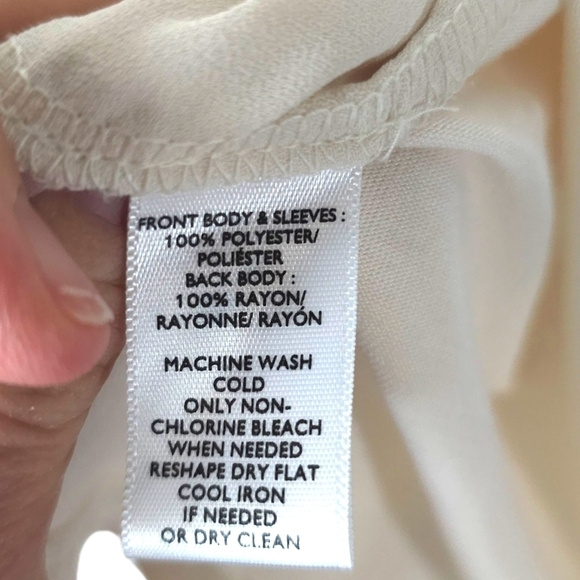 FRONT BODY & SLEEVES :
100% POLYESTER/
POLIÉSTER
BACK BODY :
100% RAYON/
RAYONNE/ RAYÓN
MACHINE WASH
COLD
ONLY NON-
CHLORINE BLEACH
WHEN NEEDED
RESHAPE DRY FLAT
COOL IRON
IF NEEDED
OR DRY CLEAN